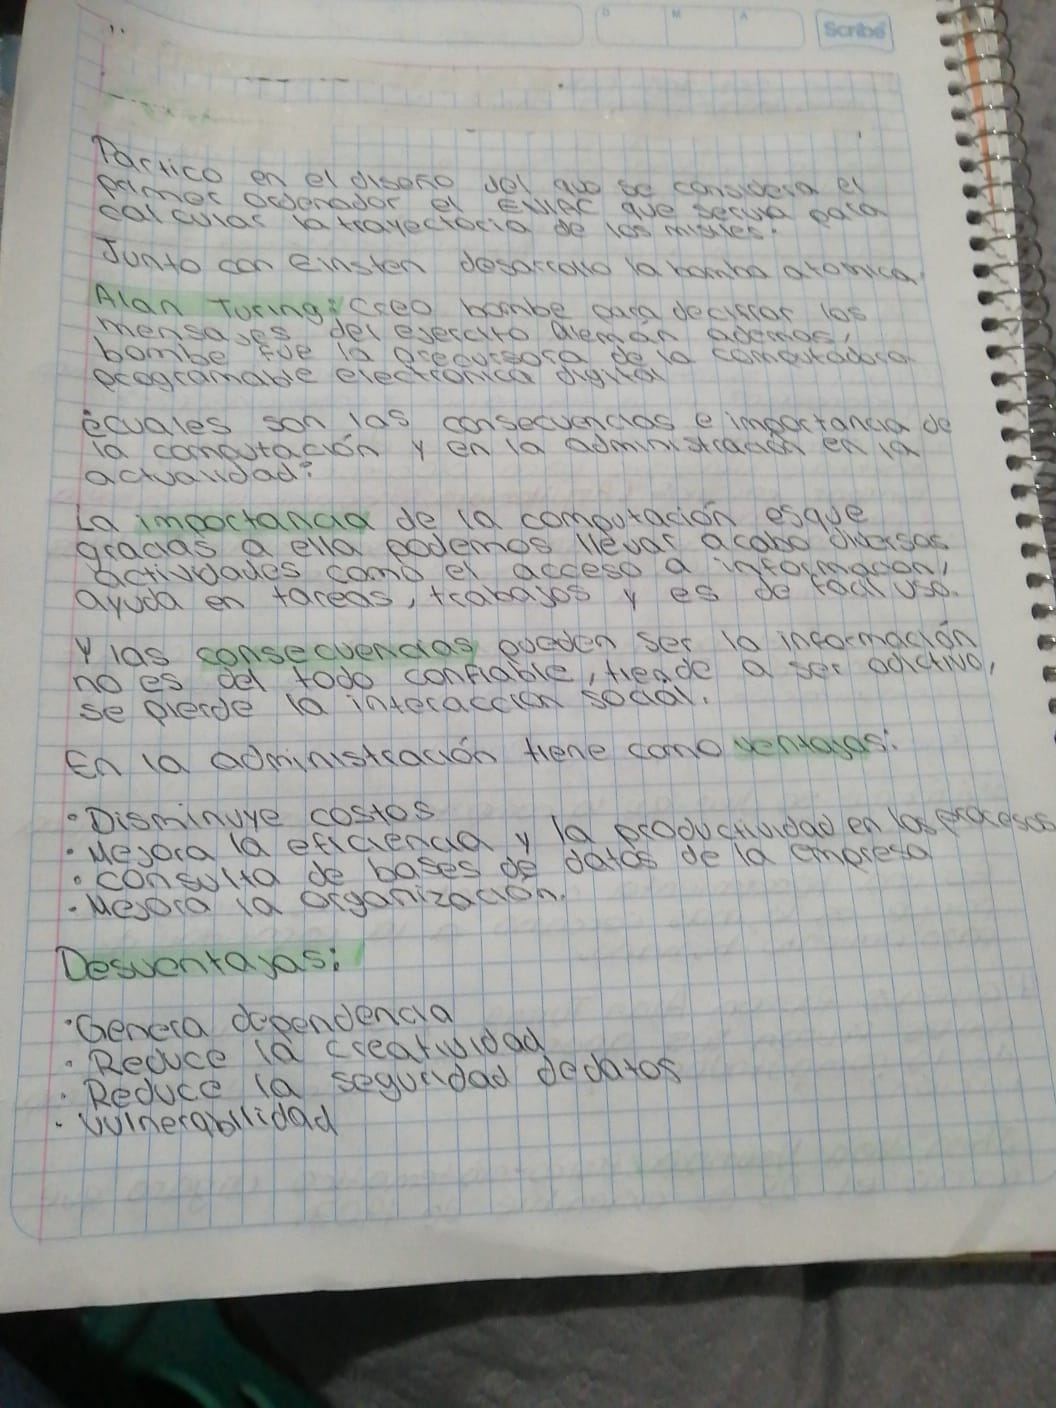 D M A
Scribe
Partico en el diseño del que se considera el
primer ordenador el ENIAC que servia para
calcular la trayectoria de los misiles.
Junto con einsten desarrollo la bomba atomica.
Alan Turing: Creo bombe para decifrar los
mensajes del ejercito alemán ademas,
bombe fue la precursora de la computadora
programable electrónica digital
¿cuales son las consecuencias e importancia de
la computación y en la administración en la
actualidad?
La importancia de la computación esque
gracias a ella podemos llevar acabo diversas
actividades como el acceso a información,
ayuda en tareas, trabajos y es de facil uso.
Y las consecuencias pueden ser la información
no es del todo confiable, tiende a ser adictivo,
se pierde la interacción social.
En la administración tiene como ventajas:
• Disminuye costos
• Mejora la eficiencia y la productividad en los procesos
• consulta de bases de datos de la empresa
• Mejora la organización.
Desventajas:
• Genera dependencia
• Reduce la creatividad
• Reduce la seguridad de datos
• vulnerabilidad